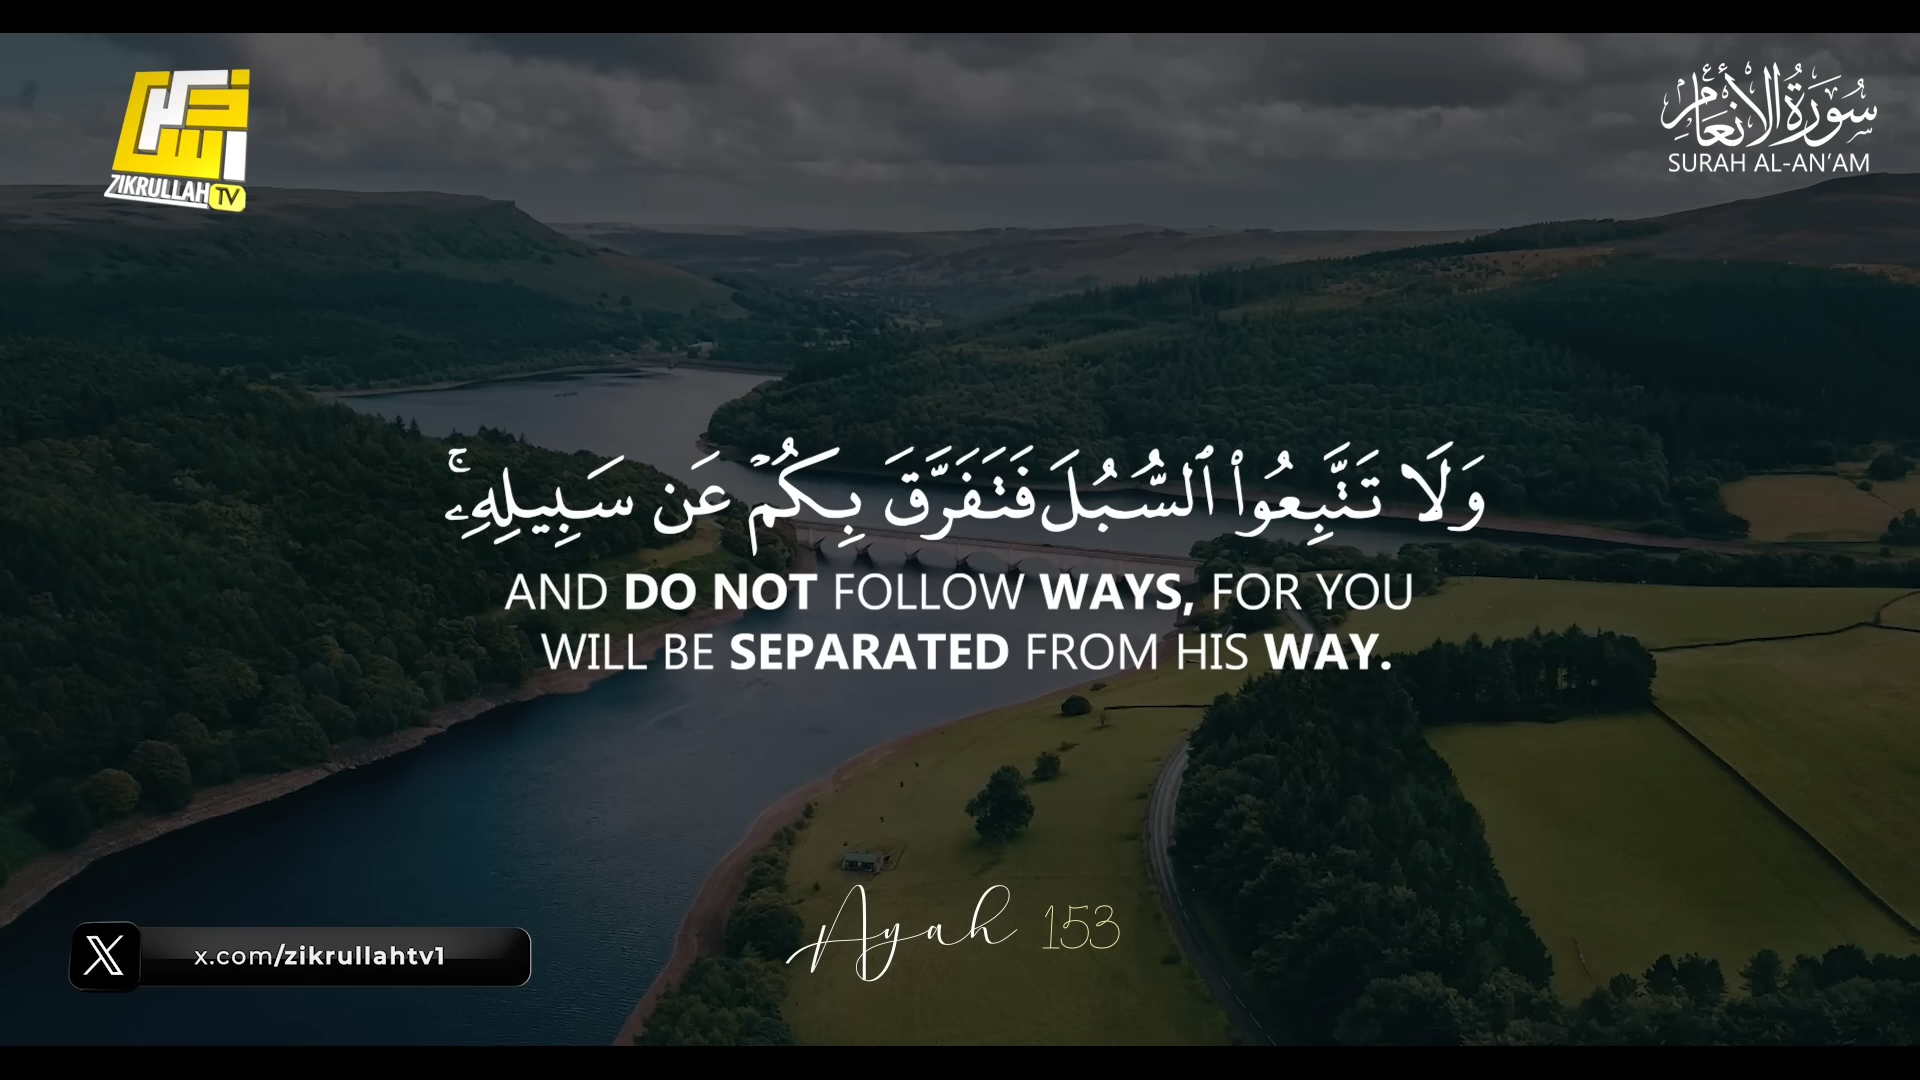 ZIKRULLAH TV
سُورَةُ الأَنْعَامِ
SURAH AL-AN'AM
وَلَا تَتَّبِعُوا۟ ٱلسُّبُلَ فَتَفَرَّقَ بِكُمْ عَن سَبِيلِهِۦ ۚ
AND DO NOT FOLLOW WAYS, FOR YOU
WILL BE SEPARATED FROM HIS WAY.
Ayah 153
x.com/zikrullahtv1